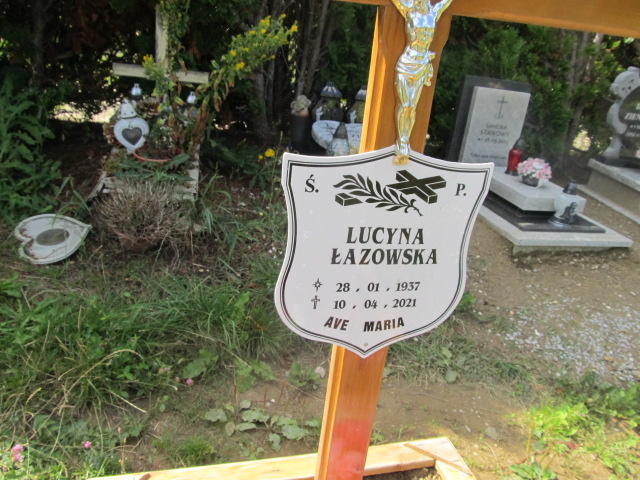 Ś. P.
LUCYNA
ŁAZOWSKA
28 . 01 . 1937
10 . 04 . 2021
AVE MARIA